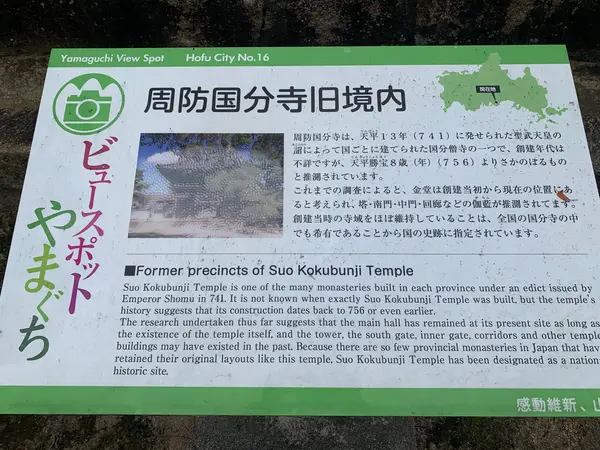 Yamaguchi View Spot Hofu City No.16
ビュースポット
やまぐち
周防国分寺旧境内
現在地
周防国分寺は、天平13年（741）に発せられた聖武天皇の
詔によって国ごとに建てられた国分僧寺の一つで、創建年代は
不詳ですが、天平勝宝8歳（年）（756）よりさかのぼるもの
と推測されています。
これまでの調査によると、金堂は創建当初から現在の位置にあ
ると考えられ、塔・南門・中門・回廊などの伽藍が推測されてます。
創建当時の寺域をほぼ維持していることは、全国の国分寺の中
でも希有であることから国の史跡に指定されています。
■Former precincts of Suo Kokubunji Temple
Suo Kokubunji Temple is one of the many monasteries built in each province under an edict issued by
Emperor Shomu in 741. It is not known when exactly Suo Kokubunji Temple was built, but the temple's
history suggests that its construction dates back to 756 or even earlier.
The research undertaken thus far suggests that the main hall has remained at its present site as long as
the existence of the temple itself, and the tower, the south gate, inner gate, corridors and other temple
buildings may have existed in the past. Because there are so few provincial monasteries in Japan that have
retained their original layouts like this temple, Suo Kokubunji Temple has been designated as a nation
historic site.
感動維新、山